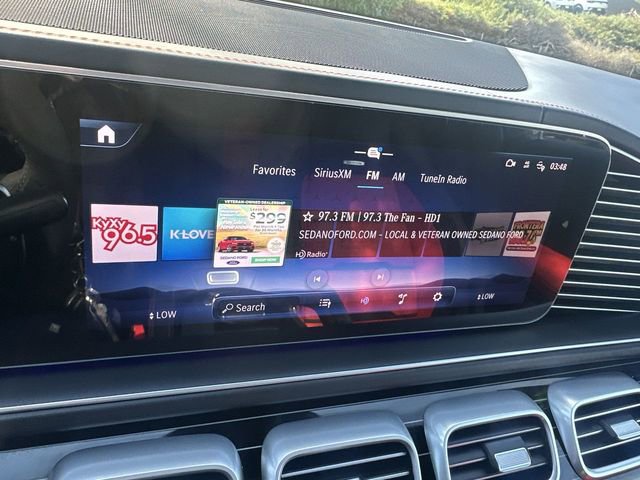 Favorites SiriusXM FM AM TuneIn Radio
03:48
KyXy
96.5
K-LOVE
VETERAN-OWNED DEALERSHIP
$299
SEDANO FORD
☆ 97.3 FM | 97.3 The Fan - HD1
SEDANOFORD.COM - LOCAL & VETERAN OWNED SEDANO FORD
HD Radio
FRONTERA
LOW
Search
LOW